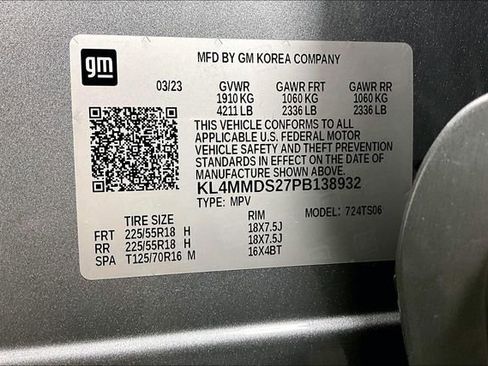 gm
MFD BY GM KOREA COMPANY
03/23 GVWR GAWR FRT GAWR RR
1910 KG 1060 KG 1060 KG
4211 LB 2336 LB 2336 LB
THIS VEHICLE CONFORMS TO ALL
APPLICABLE U.S. FEDERAL MOTOR
VEHICLE SAFETY AND THEFT PREVENTION
STANDARDS IN EFFECT ON THE DATE OF
MANUFACTURE SHOWN ABOVE.
KL4MMDS27PB138932
TYPE: MPV MODEL: 724TS06
TIRE SIZE RIM
FRT 225/55R18 H 18X7.5J
RR 225/55R18 H 18X7.5J
SPA T125/70R16 M 16X4BT